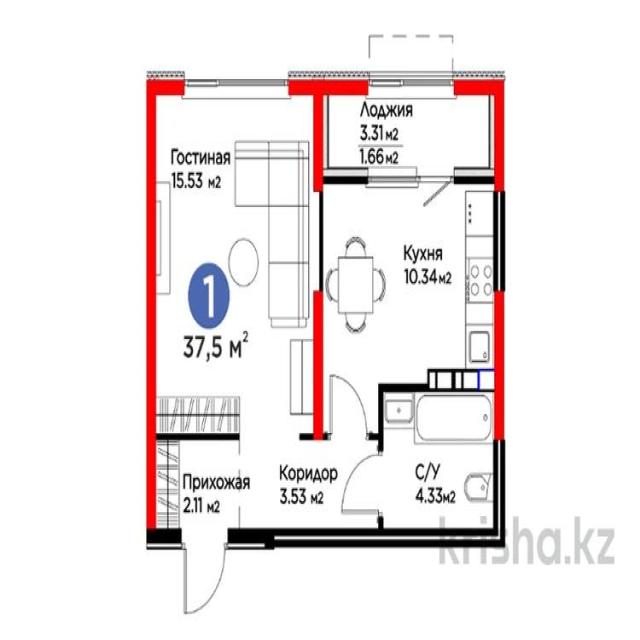 Лоджия
3.31 м2
1.66 м2
Гостиная
15.53 м2
Кухня
10.34 м2
1
37,5 м2
Прихожая
2.11 м2
Коридор
3.53 м2
С/У
4.33 м2
krisha.kz